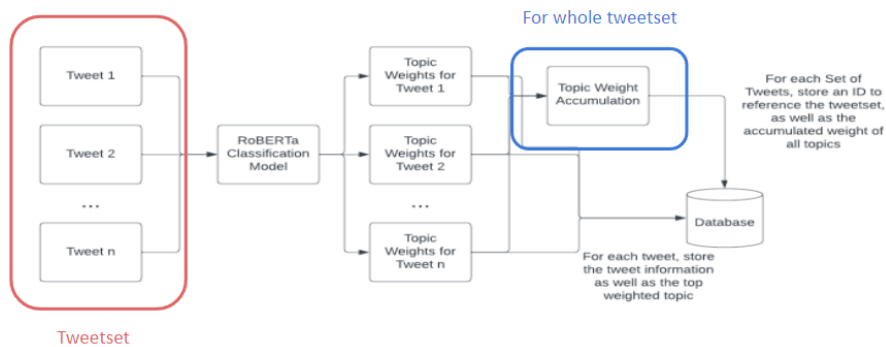 For whole tweetset
Tweet 1
Topic
Weights for
Tweet 1
Topic Weight
Accumulation
For each Set of
Tweets, store an ID to
reference the tweetset,
as well as the
accumulated weight of
all topics
Tweet 2
RoBERTa
Classification
Model
Topic
Weights for
Tweet 2
...
...
Database
Tweet n
Topic
Weights for
Tweet n
For each tweet, store
the tweet information
as well as the top
weighted topic
Tweetset